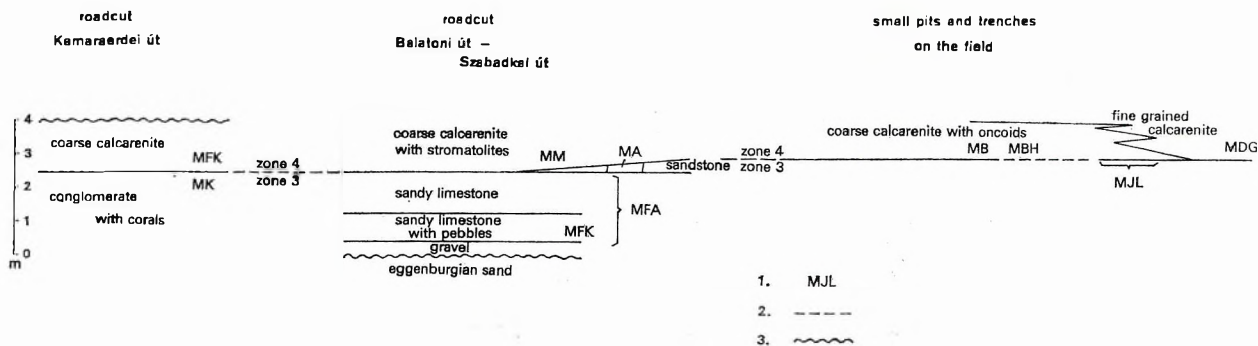 roadcut
Kamaraerdei út
roadcut
Balatoni út –
Szabadkai út
small pits and trenches
on the field
4
3
2
1
0
m
coarse calcarenite
MFK
MK
conglomerate
with corals
zone 4
zone 3
coarse calcarenite
with stromatolites
MM
MA
sandstone
sandy limestone
sandy limestone
with pebbles
MFK
gravel
MFA
eggenburgian sand
zone 4
zone 3
coarse calcarenite with oncoids
MB
MBH
fine grained
calcarenite
MDG
MJL
1. MJL
2.
3.